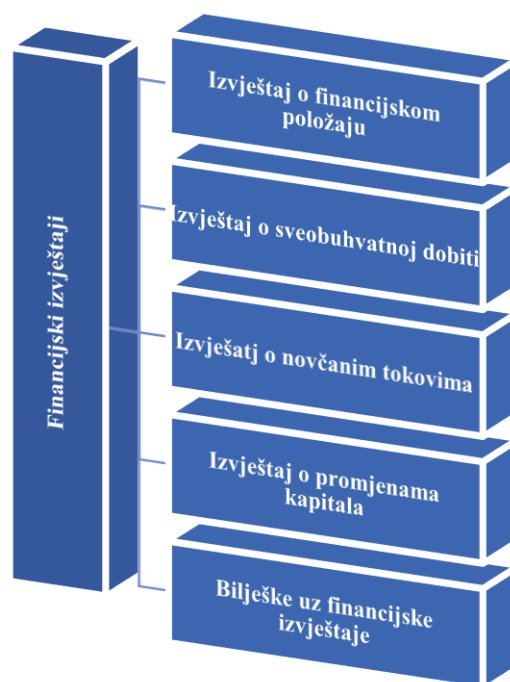 Financijski izvještaji
Izvještaj o financijskom
položaju
Izvještaj o sveobuhvatnoj dobiti
Izvješatj o novčanim tokovima
Izvještaj o promjenama
kapitala
Bilješke uz financijske
izvještaje